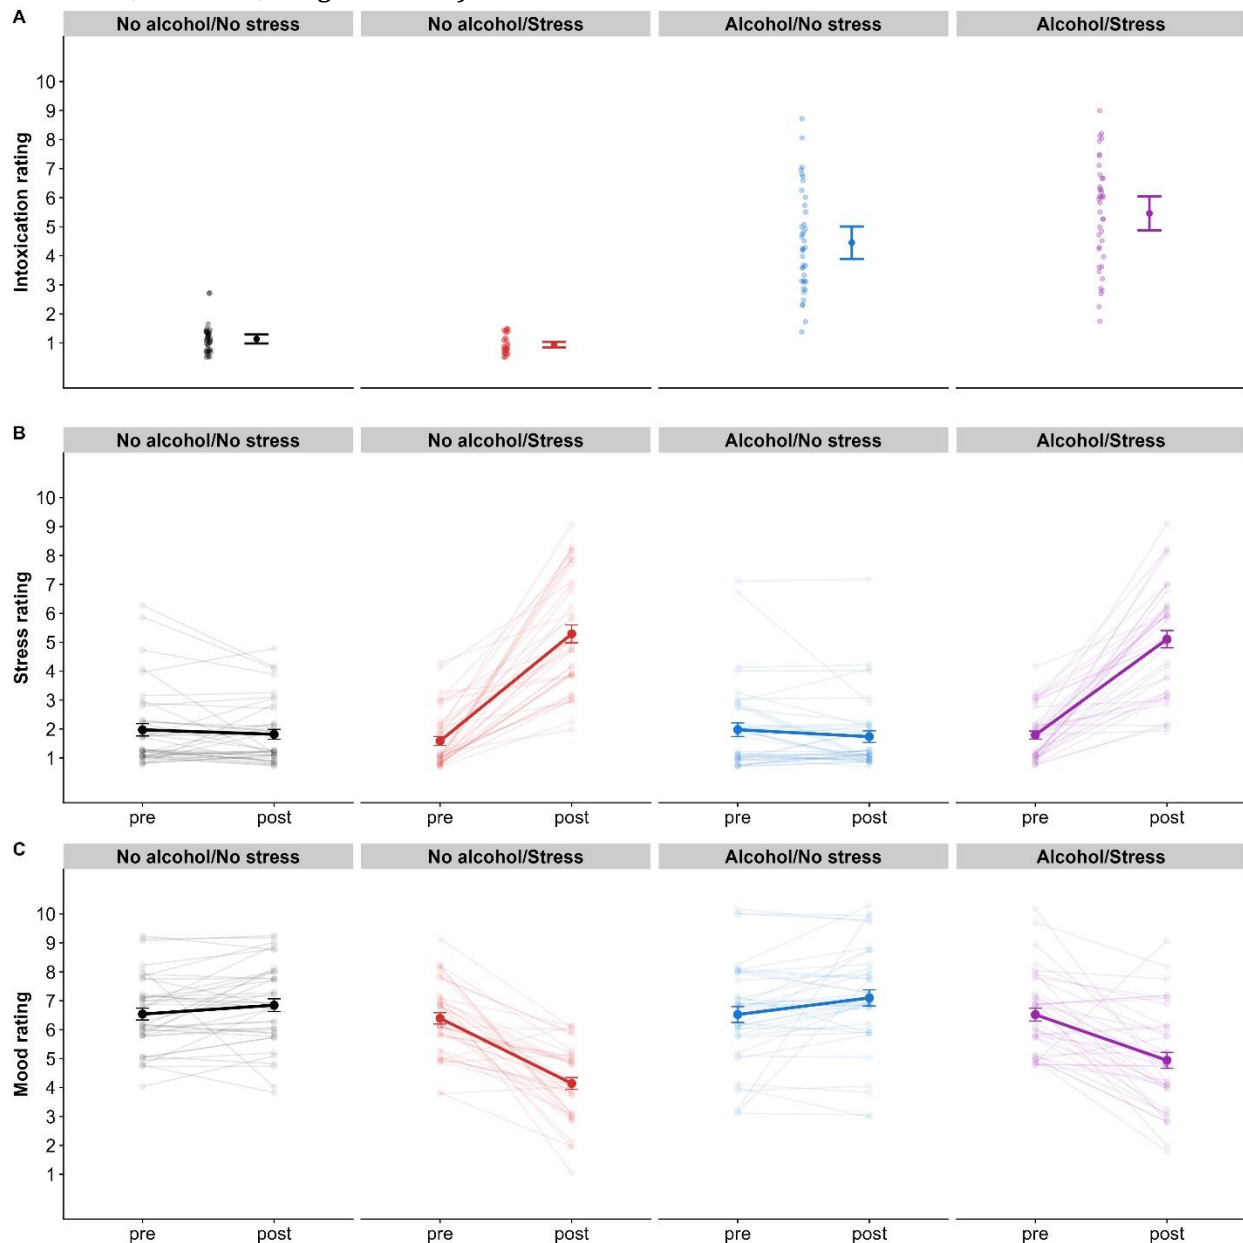 A
No alcohol/No stress No alcohol/Stress Alcohol/No stress Alcohol/Stress
Intoxication rating
10
9
8
7
6
5
4
3
2
1
B
No alcohol/No stress No alcohol/Stress Alcohol/No stress Alcohol/Stress
Stress rating
10
9
8
7
6
5
4
3
2
1
pre post pre post pre post pre post
C
No alcohol/No stress No alcohol/Stress Alcohol/No stress Alcohol/Stress
Mood rating
10
9
8
7
6
5
4
3
2
1
pre post pre post pre post pre post